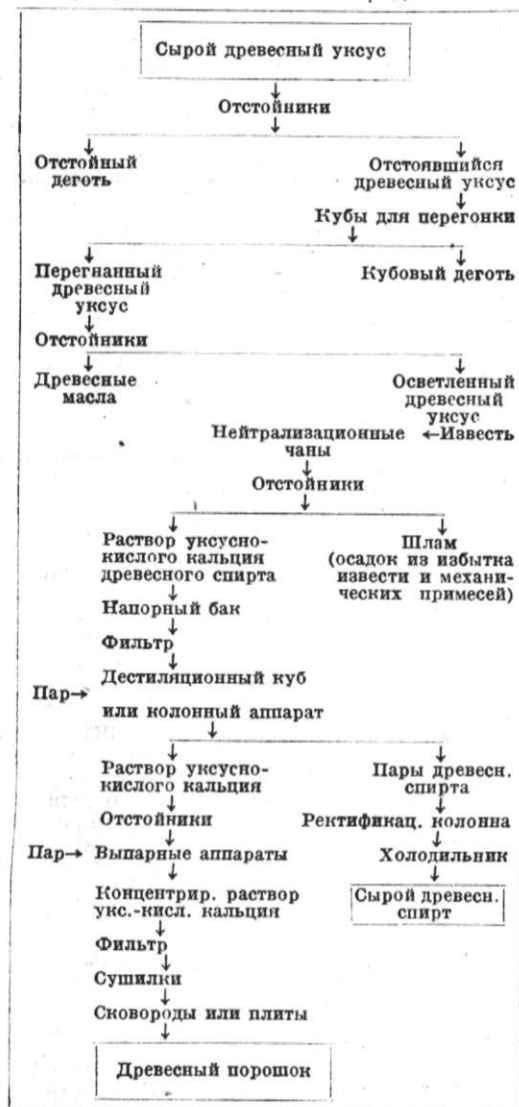 Сырой древесный уксус
↓
Отстойники
↓
↓ ↓
Отстойный Отстоявшийся
деготь древесный уксус
↓
Кубы для перегонки
↓
↓ ↓
Перегнанный Кубовый деготь
древесный
уксус
↓
Отстойники
↓ ↓
Древесные Осветленный
масла древесный
уксус
Нейтрализационные ←Известь
чаны
↓
Отстойники
↓
↓ ↓
Раствор уксусно- Шлам
кислого кальция (осадок из избытка
древесного спирта извести и механи-
ческих примесей)
↓
Напорный бак
↓
Фильтр
↓
Дестиляционный куб
Пар→
или колонный аппарат
↓
↓ ↓
Раствор уксусно- Пары древесн.
кислого кальция спирта
↓ ↓
Отстойники Ректификац. колонна
↓ ↓
Пар→ Выпарные аппараты Холодильник
↓ ↓
Концентрир. раствор Сырой древесн.
укс.-кисл. кальция спирт
↓
Фильтр
↓
Сушилки
↓
Сковороды или плиты
↓
Древесный порошок